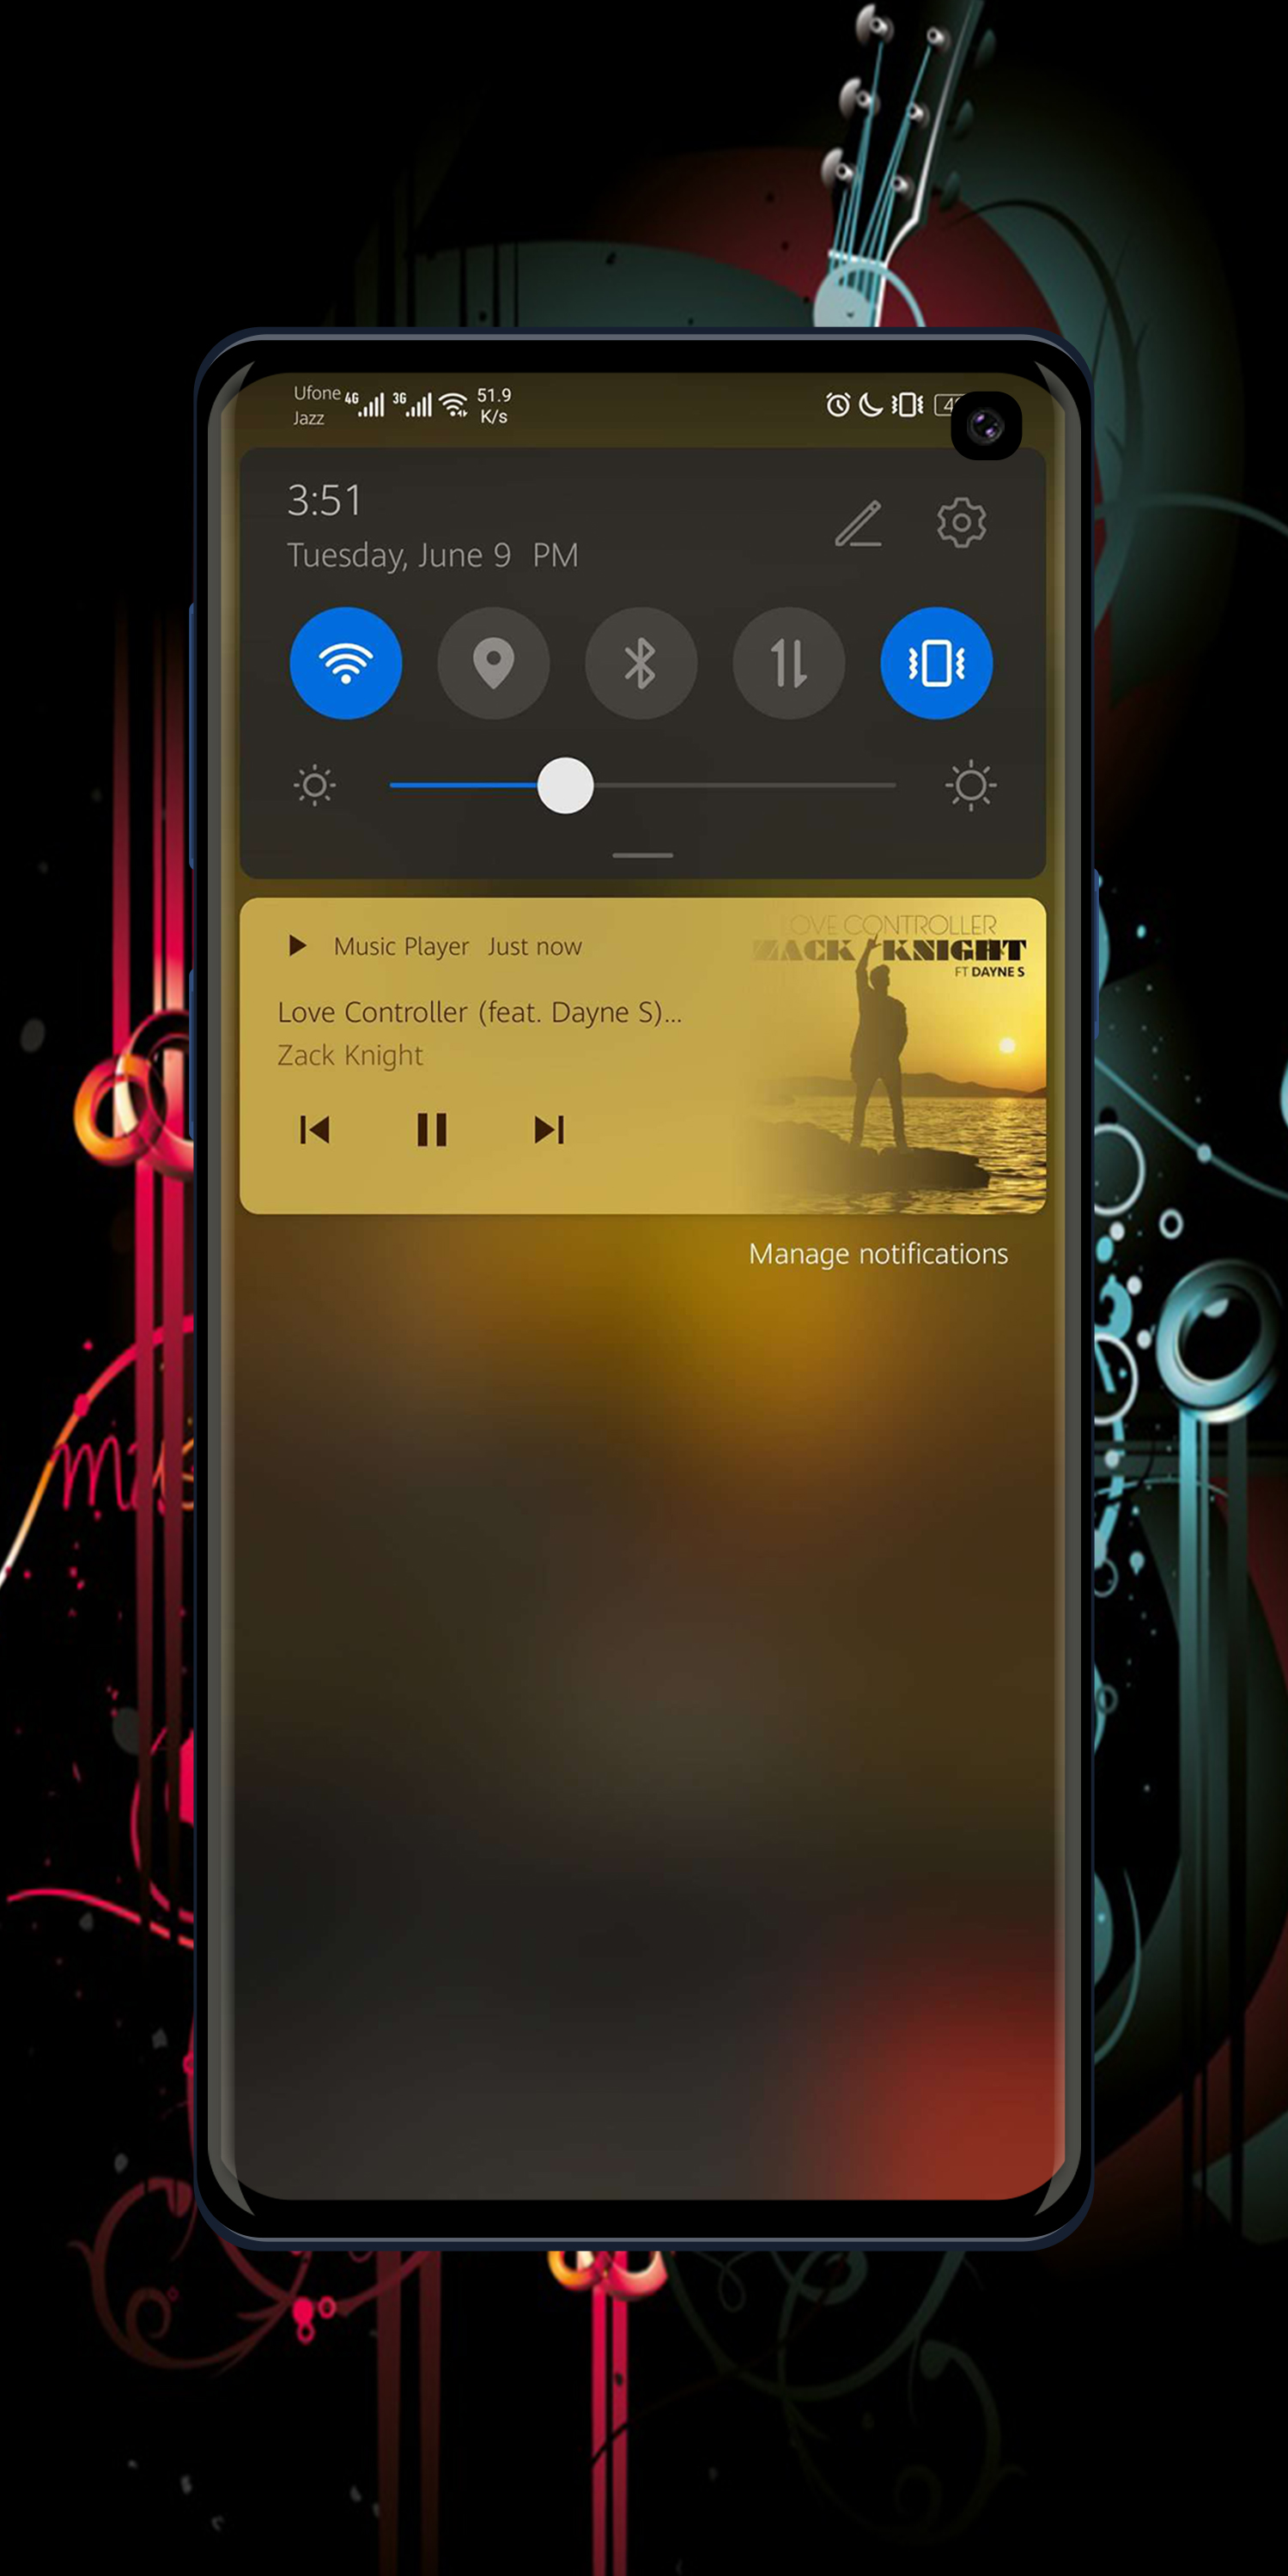 Ufone 4G 3G 51.9
Jazz K/s
3:51
Tuesday, June 9 PM
Music Player Just now
Love Controller (feat. Dayne S)...
Zack Knight
LOVE CONTROLLER
ZACK KNIGHT
FT DAYNE S
Manage notifications